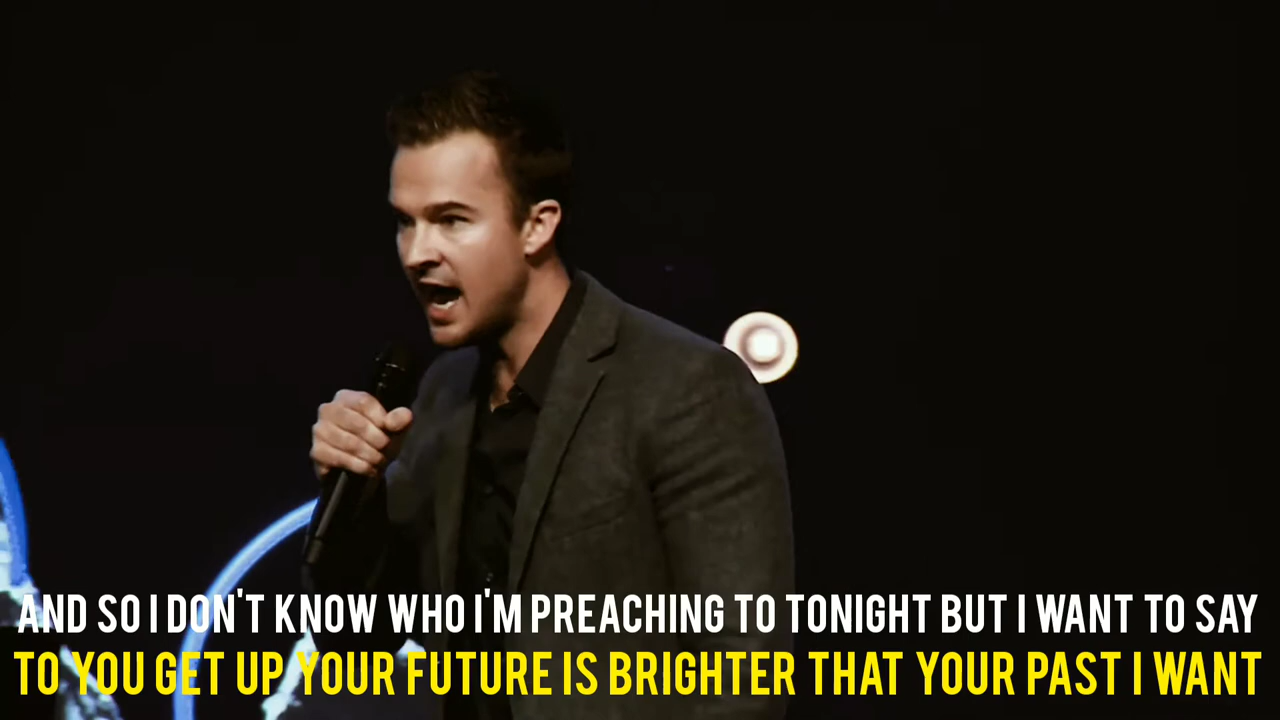 AND SO I DON'T KNOW WHO I'M PREACHING TO TONIGHT BUT I WANT TO SAY
TO YOU GET UP YOUR FUTURE IS BRIGHTER THAT YOUR PAST I WANT